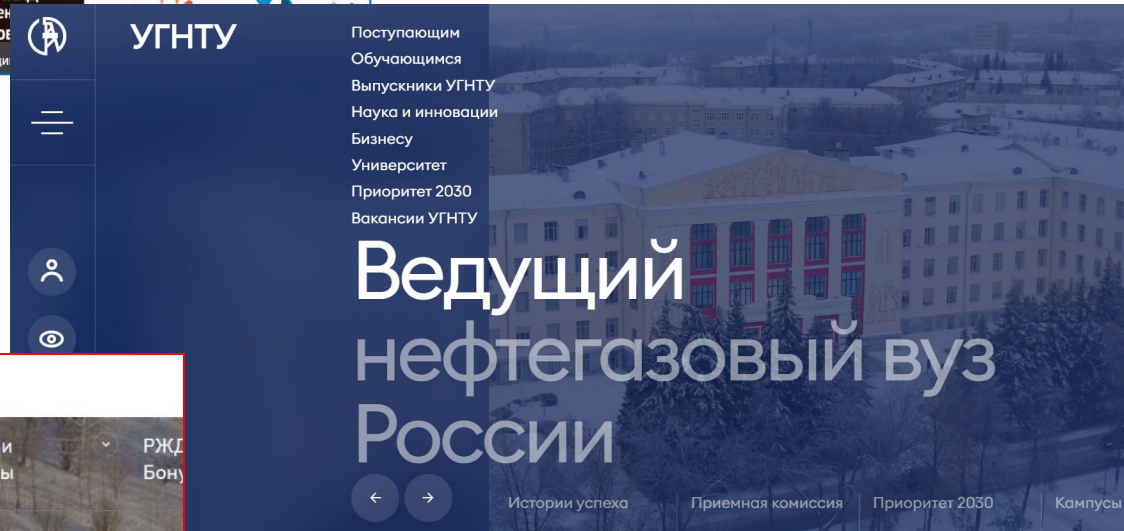 УГНТУ
Поступающим
Обучающимся
Выпускники УГНТУ
Наука и инновации
Бизнесу
Университет
Приоритет 2030
Вакансии УГНТУ
Ведущий
нефтегазовый вуз
России
Истории успеха
Приемная комиссия
Приоритет 2030
Кампусы
РЖД